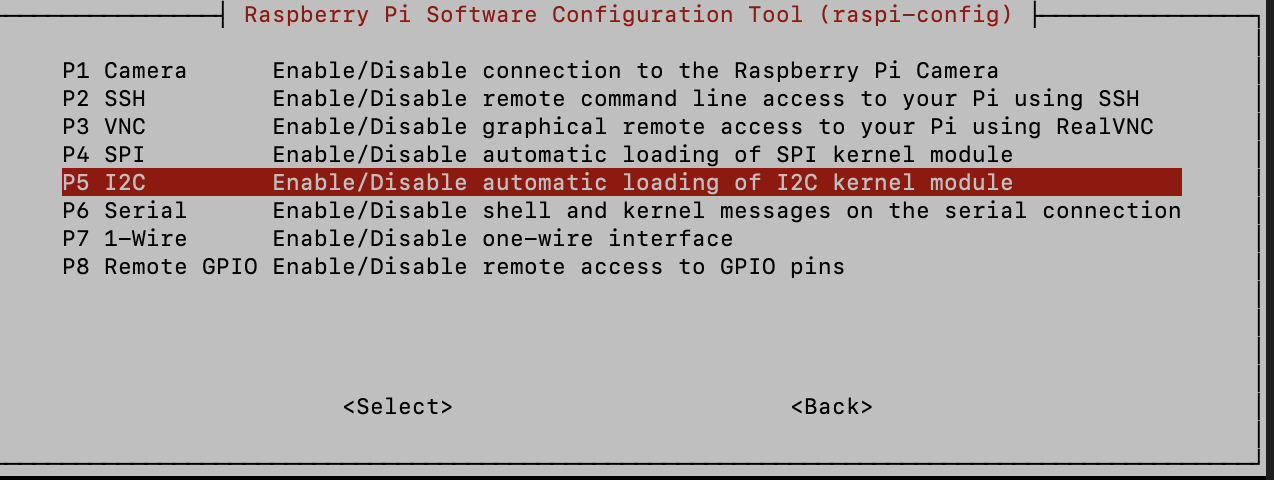 Raspberry Pi Software Configuration Tool (raspi-config)
P1 Camera Enable/Disable connection to the Raspberry Pi Camera
P2 SSH Enable/Disable remote command line access to your Pi using SSH
P3 VNC Enable/Disable graphical remote access to your Pi using RealVNC
P4 SPI Enable/Disable automatic loading of SPI kernel module
P5 I2C Enable/Disable automatic loading of I2C kernel module
P6 Serial Enable/Disable shell and kernel messages on the serial connection
P7 1-Wire Enable/Disable one-wire interface
P8 Remote GPIO Enable/Disable remote access to GPIO pins
<Select> <Back>